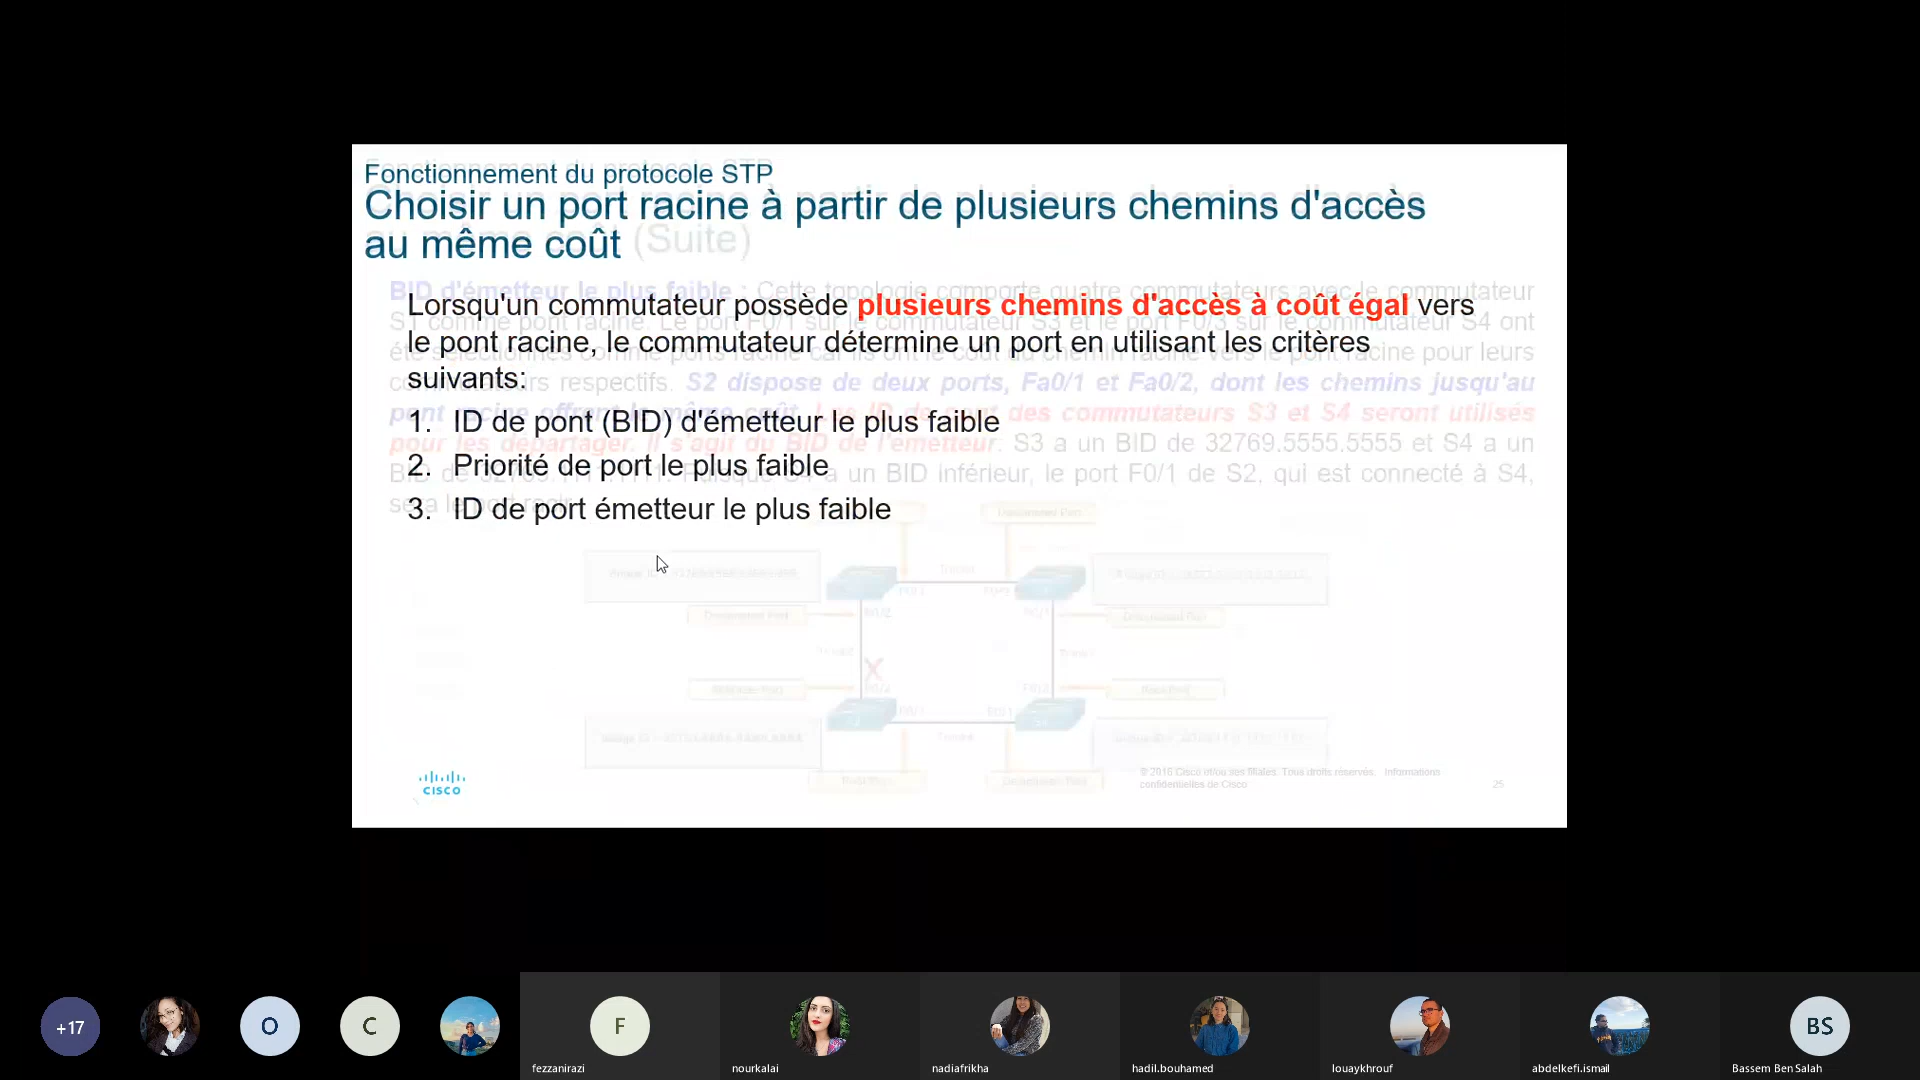 Fonctionnement du protocole STP
Choisir un port racine à partir de plusieurs chemins d'accès
au même coût (Suite)
Lorsqu'un commutateur possède plusieurs chemins d'accès à coût égal vers
le pont racine, le commutateur détermine un port en utilisant les critères
suivants:
1. ID de pont (BID) d'émetteur le plus faible
2. Priorité de port le plus faible
3. ID de port émetteur le plus faible
BID d'émetteur le plus faible : Cette topologie comporte quatre commutateurs avec le commutateur
S1 comme pont racine. Le port F0/1 sur le commutateur S3 et le port F0/3 sur le commutateur S4 ont
été sélectionnés comme ports racine car ils ont le coût du chemin racine vers le pont racine pour leurs
respectifs. S2 dispose de deux ports, Fa0/1 et Fa0/2, dont les chemins jusqu'au
pont racine offrent le même coût. Les ID de pont des commutateurs S3 et S4 seront utilisés
pour les départager. Il s'agit du BID de l'émetteur. S3 a un BID de 32769.5555.5555 et S4 a un
BID de Puisque S4 a un BID inférieur, le port F0/1 de S2, qui est connecté à S4,
sera le port
CISCO
© 2016 Cisco et/ou ses filiales. Tous droits réservés. Informations
confidentielles de Cisco
25
+17
O
C
F
BS
fezzanirazi
nourkalai
nadiafrikha
hadil.bouhamed
louaykhrouf
abdelkefi.ismail
Bassem Ben Salah